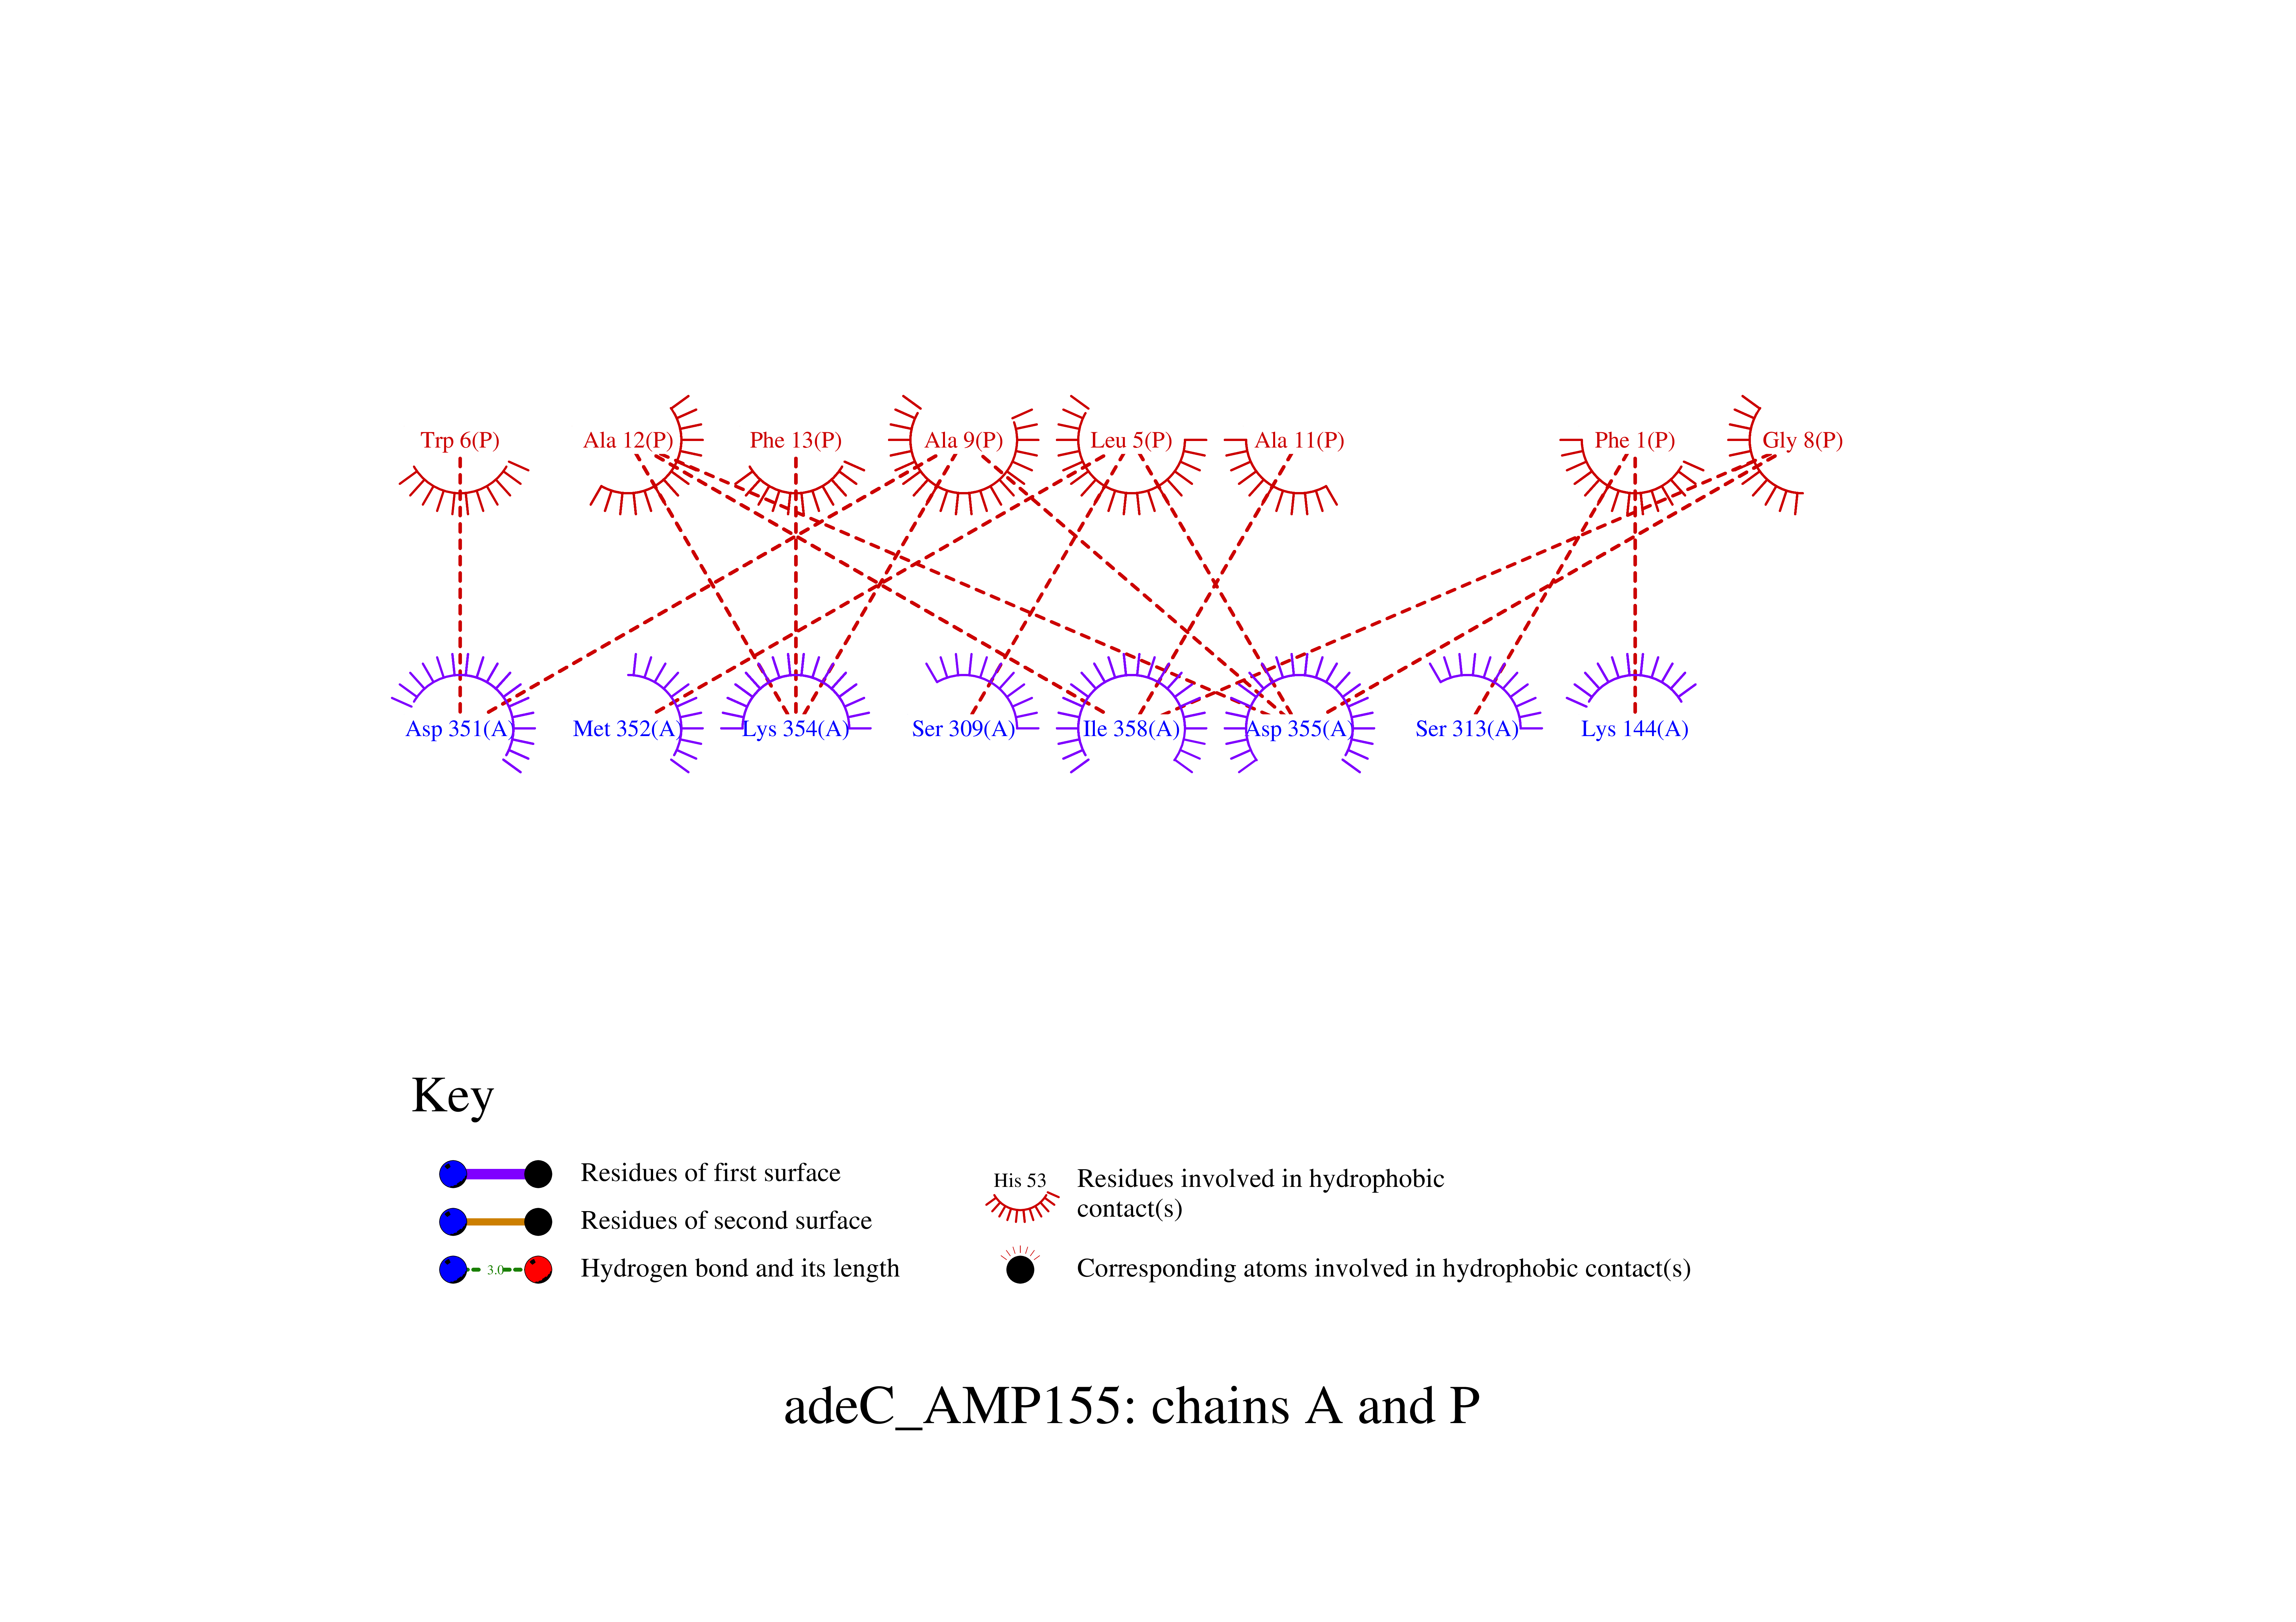 Trp 6(P) Ala 12(P) Phe 13(P) Ala 9(P) Leu 5(P) Ala 11(P) Phe 1(P) Gly 8(P)
Asp 351(A) Met 352(A) Lys 354(A) Ser 309(A) Ile 358(A) Asp 355(A) Ser 313(A) Lys 144(A)
Key
Residues of first surface
Residues of second surface
3.0 Hydrogen bond and its length
His 53 Residues involved in hydrophobic
contact(s)
Corresponding atoms involved in hydrophobic contact(s)
adeC_AMP155: chains A and P